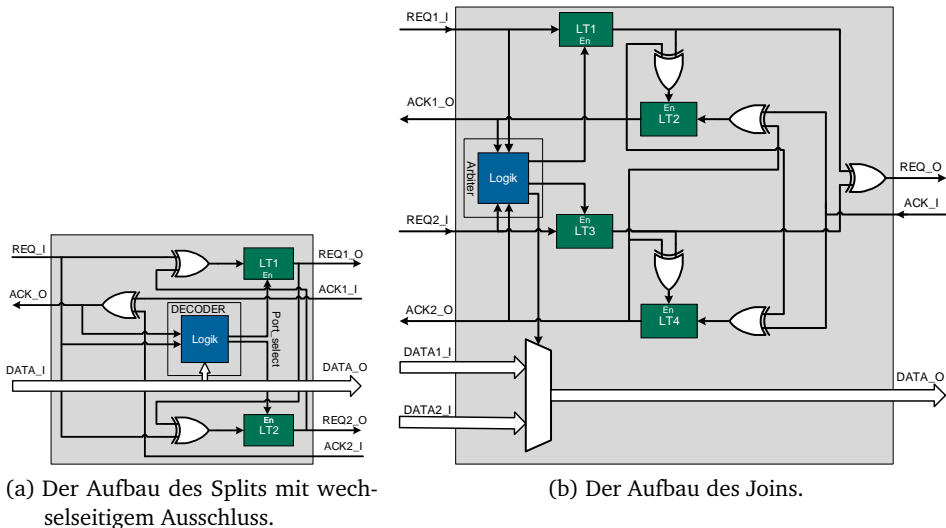 REQ_I
LT1
En
REQ1_O
ACK_O
ACK1_I
DECODER
Logik
Port_select
DATA_I
DATA_O
En
LT2
REQ2_O
ACK2_I
(a) Der Aufbau des Splits mit wech-
selseitigem Ausschluss.
REQ1_I
LT1
En
ACK1_O
En
LT2
Arbiter
Logik
REQ_O
ACK_I
REQ2_I
En
LT3
ACK2_O
En
LT4
DATA1_I
DATA_O
DATA2_I
(b) Der Aufbau des Joins.